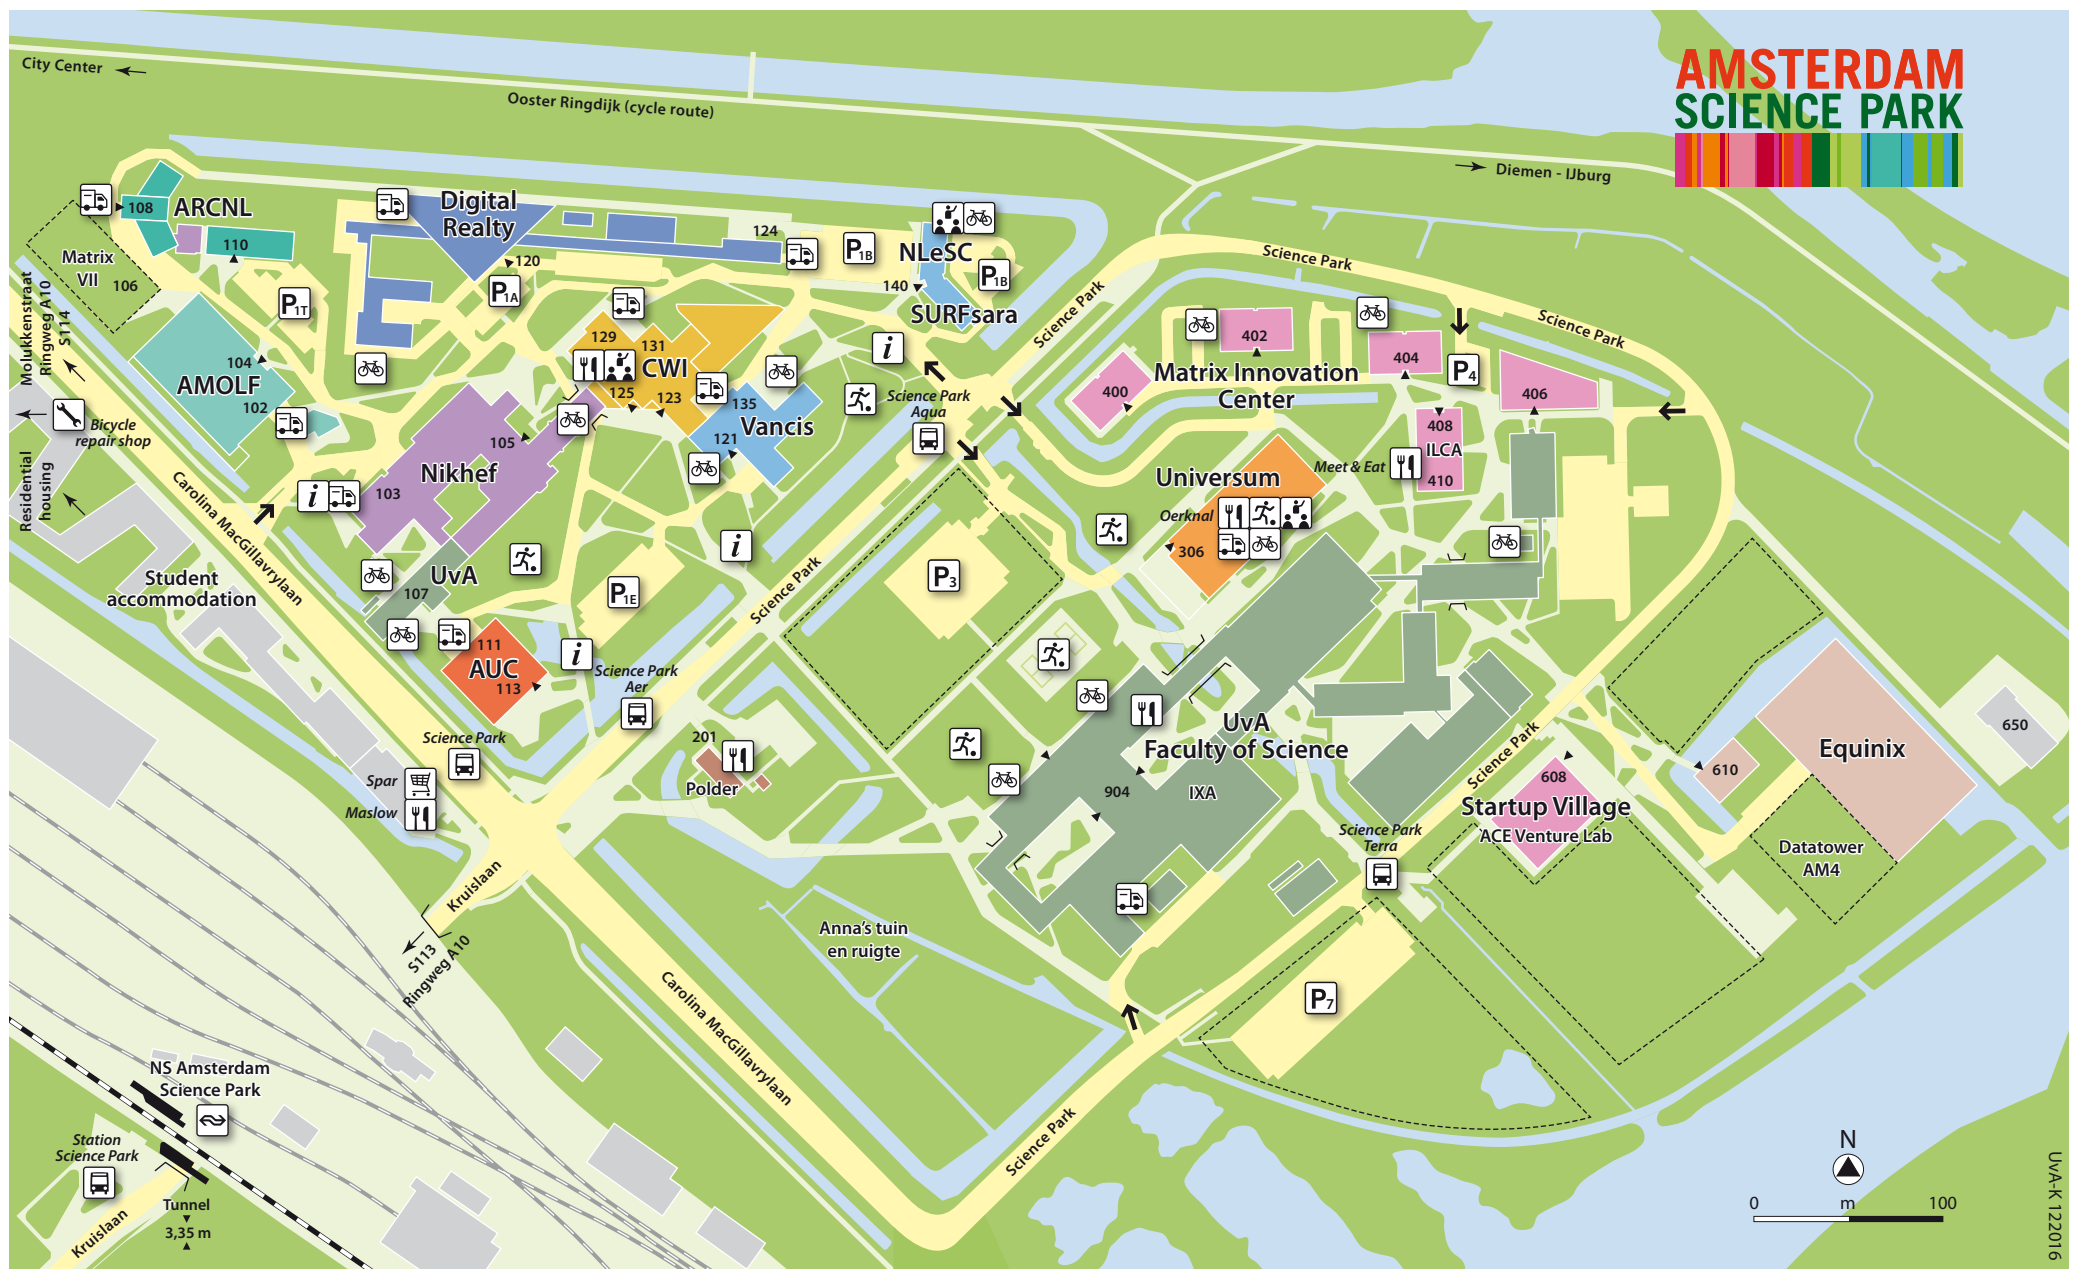 AMSTERDAM
SCIENCE PARK
City Center
Ooster Ringdijk (cycle route)
Diemen - IJburg
108
ARCNL
110
Matrix
VII
106
P1T
Digital
Realty
120
P1A
124
P1B
NLeSC
P1B
140
SURFsara
Science Park
Science Park
Science Park
Molukkenstraat
Ringweg A10
S114
104
AMOLF
102
129
131
CWI
125
123
135
Vancis
121
i
Science Park
Aqua
402
404
P4
406
Matrix Innovation
Center
400
408
ILCA
410
Meet & Eat
Bicycle
repair shop
Residential
housing
Carolina MacGillavrylaan
i
103
105
Nikhef
Universum
Oerknal
306
Student
accommodation
UvA
107
P1E
i
Science Park
P3
111
AUC
113
i
Science Park
Aer
Science Park
Spar
Maslow
201
Polder
UvA
Faculty of Science
904
IXA
Science Park
608
Startup Village
ACE Venture Lab
Science Park
Terra
610
Equinix
650
Datatower
AM4
Kruislaan
S113
Ringweg A10
Anna's tuin
en ruigte
Carolina MacGillavrylaan
P7
Science Park
NS Amsterdam
Science Park
Station
Science Park
Tunnel
3,35 m
Kruislaan
N
0 m 100
UvA-K 122016